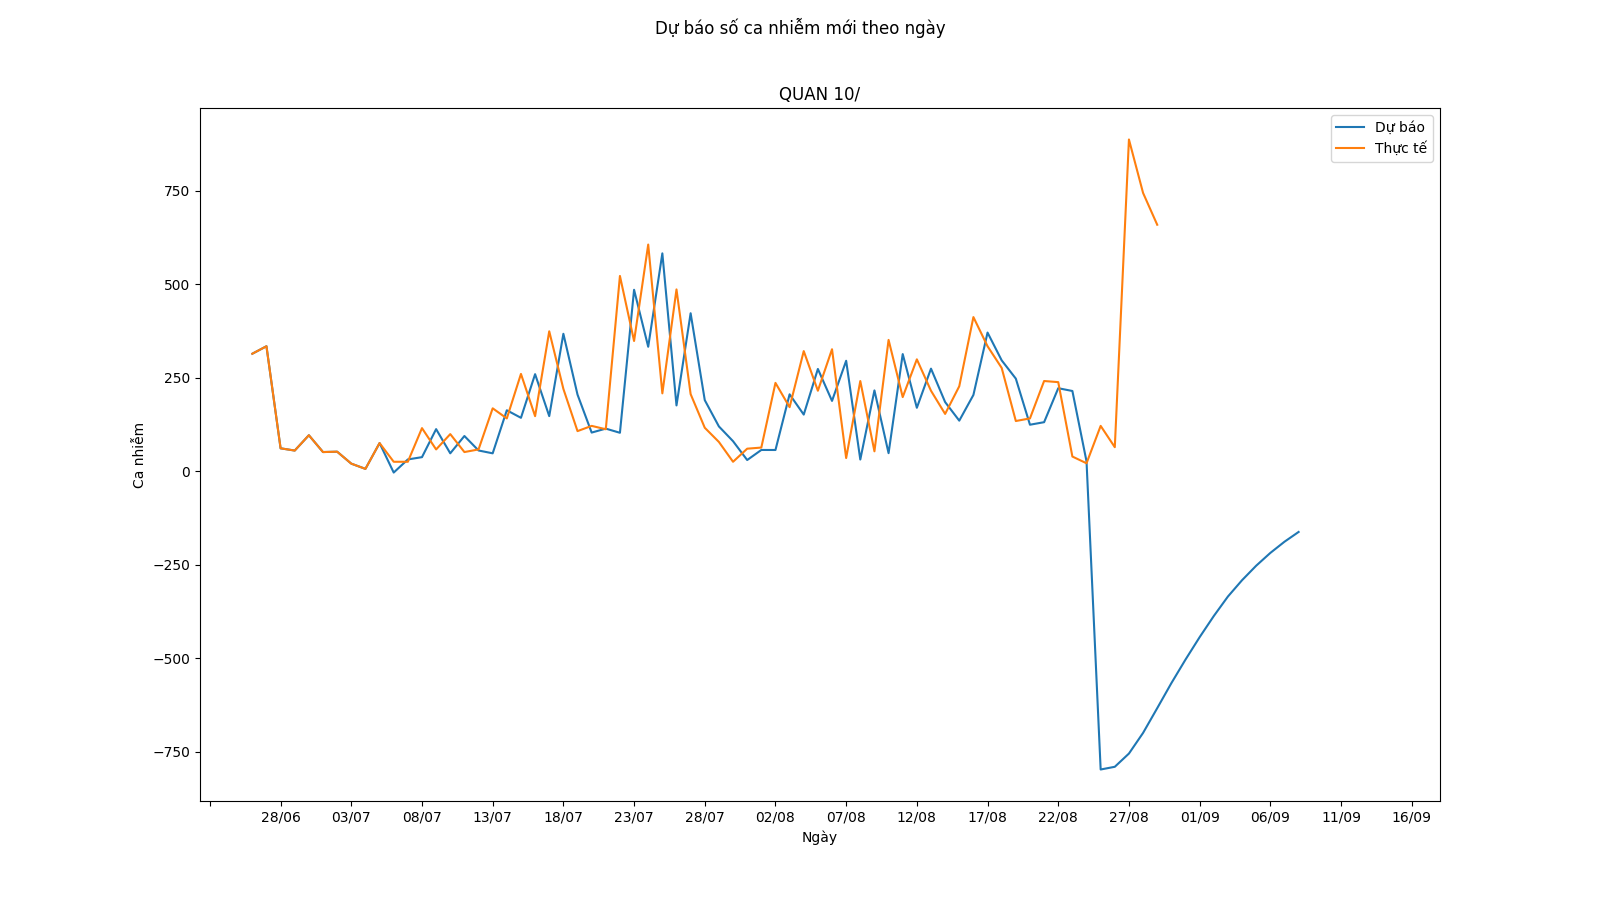 Dự báo số ca nhiễm mới theo ngày
QUAN 10/
Dự báo
Thực tế
750
500
250
0
−250
−500
−750
Ca nhiễm
28/06 03/07 08/07 13/07 18/07 23/07 28/07 02/08 07/08 12/08 17/08 22/08 27/08 01/09 06/09 11/09 16/09
Ngày